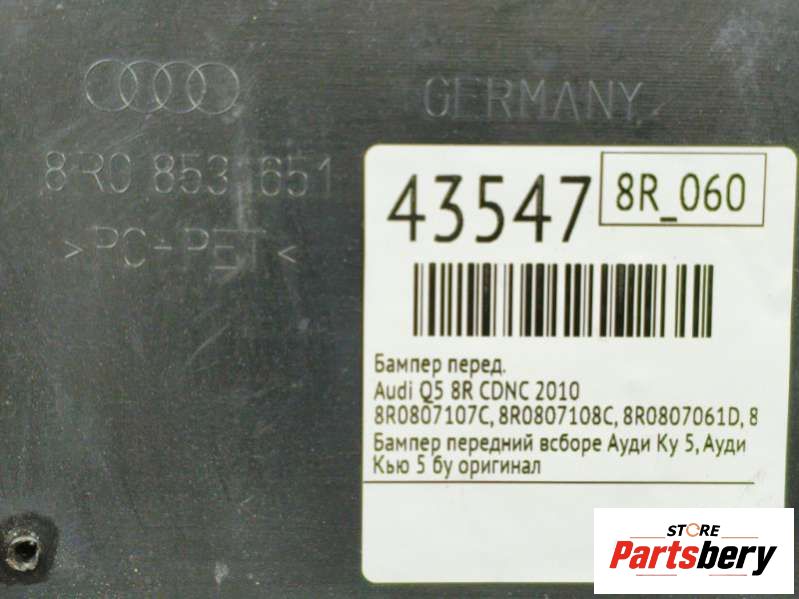 GERMANY
8R0 853 651
>PC-PET<
43547
8R_060
Бампер перед.
Audi Q5 8R CDNC 2010
8R0807107C, 8R0807108C, 8R0807061D, 8
Бампер передний всборе Ауди Ку 5, Ауди
Кью 5 бу оригинал
STORE
Partsbery